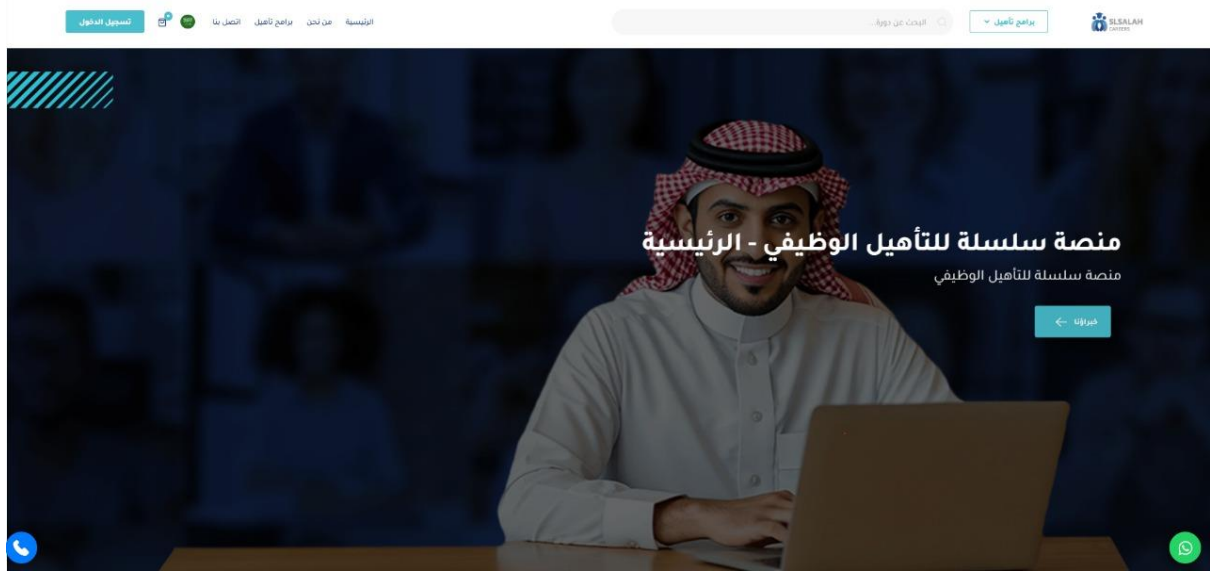 SLSALAH
CAREERS
برامج تأهيل
البحث عن دورة...
الرئيسية
من نحن
برامج تأهيل
اتصل بنا
0
تسجيل الدخول
منصة سلسلة للتأهيل الوظيفي - الرئيسية
منصة سلسلة للتأهيل الوظيفي
خبراؤنا